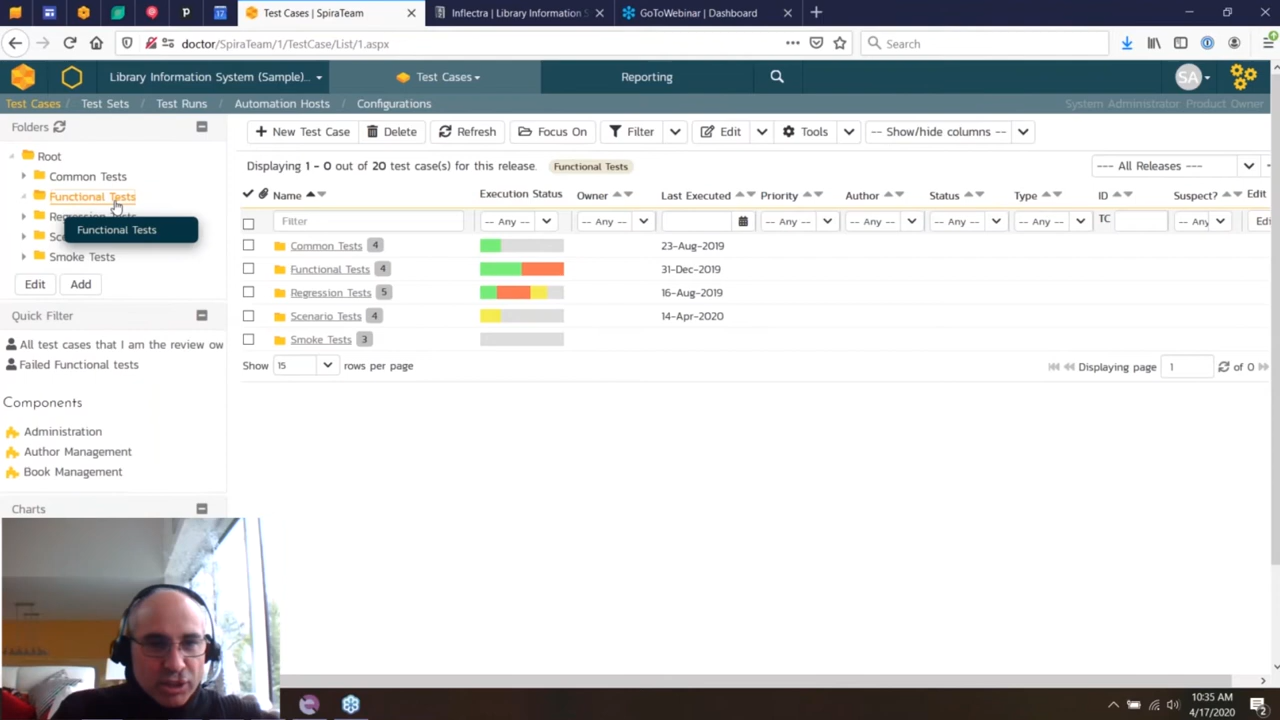 Test Cases | SpiraTeam
Inflectra | Library Information S
GoToWebinar | Dashboard
doctor/SpiraTeam/1/TestCase/List/1.aspx
Search
Library Information System (Sample)...
Test Cases
Reporting
SA
Test Cases / Test Sets Test Runs Automation Hosts Configurations
System Administrator Product Owner
Folders
Root
Common Tests
Functional Tests
Regression Tests
Functional Tests
Smoke Tests
Edit Add
Quick Filter
All test cases that I am the review ow
Failed Functional tests
Components
Administration
Author Management
Book Management
Charts
+ New Test Case Delete Refresh Focus On Filter Edit Tools -- Show/hide columns --
Displaying 1 - 0 out of 20 test case(s) for this release. Functional Tests
-- All Releases ---
Name Execution Status Owner Last Executed Priority Author Status Type ID Suspect? Edit
Filter -- Any -- -- Any -- -- Any -- -- Any -- -- Any -- -- Any -- TC -- Any Edi
Common Tests 4 23-Aug-2019
Functional Tests 4 31-Dec-2019
Regression Tests 5 16-Aug-2019
Scenario Tests 4 14-Apr-2020
Smoke Tests 3
Show 15 rows per page
Displaying page 1 of 0
10:35 AM
4/17/2020
2